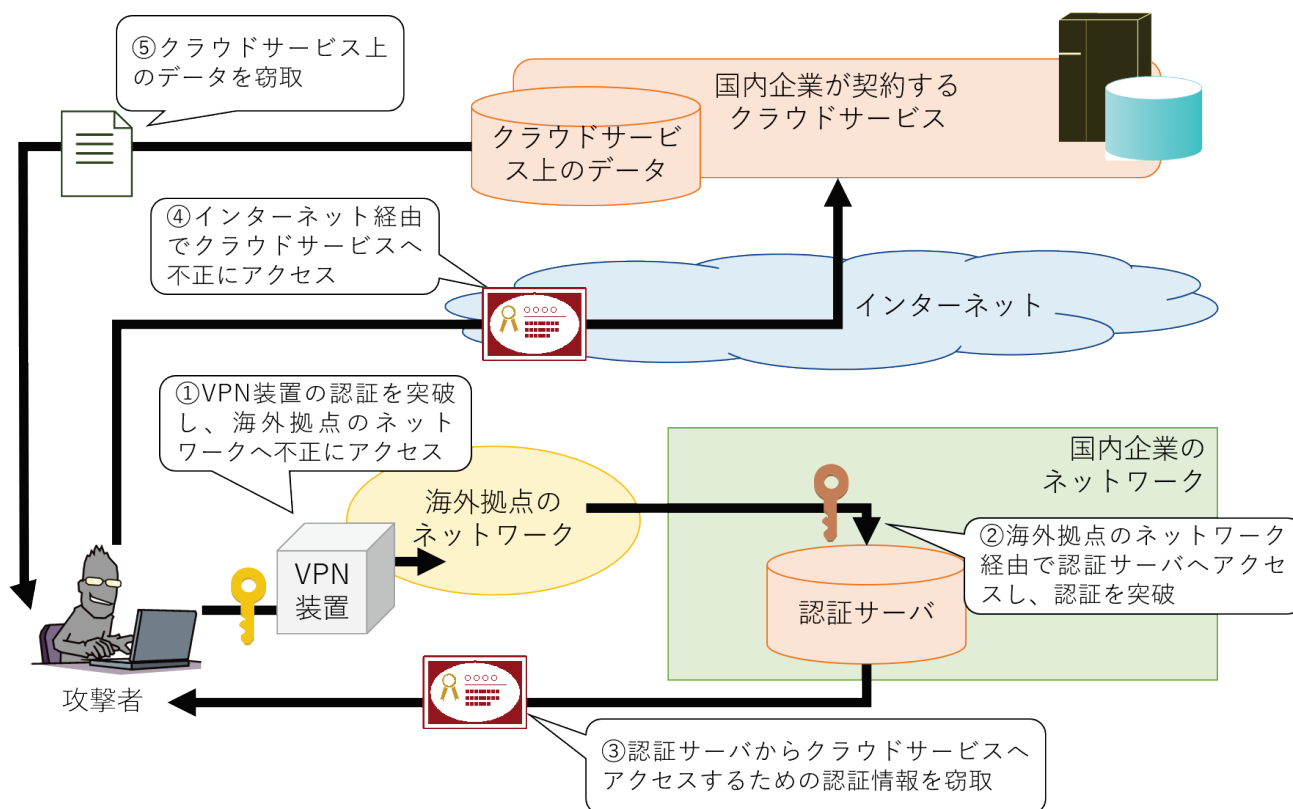 ⑤クラウドサービス上
のデータを窃取
国内企業が契約する
クラウドサービス
クラウドサービ
ス上のデータ
④インターネット経由
でクラウドサービスへ
不正にアクセス
インターネット
○○○○
①VPN装置の認証を突破
し、海外拠点のネット
ワークへ不正にアクセス
国内企業の
ネットワーク
海外拠点の
ネットワーク
②海外拠点のネットワーク
経由で認証サーバへアクセ
スし、認証を突破
VPN
装置
認証サーバ
攻撃者
○○○○
③認証サーバからクラウドサービスへ
アクセスするための認証情報を窃取